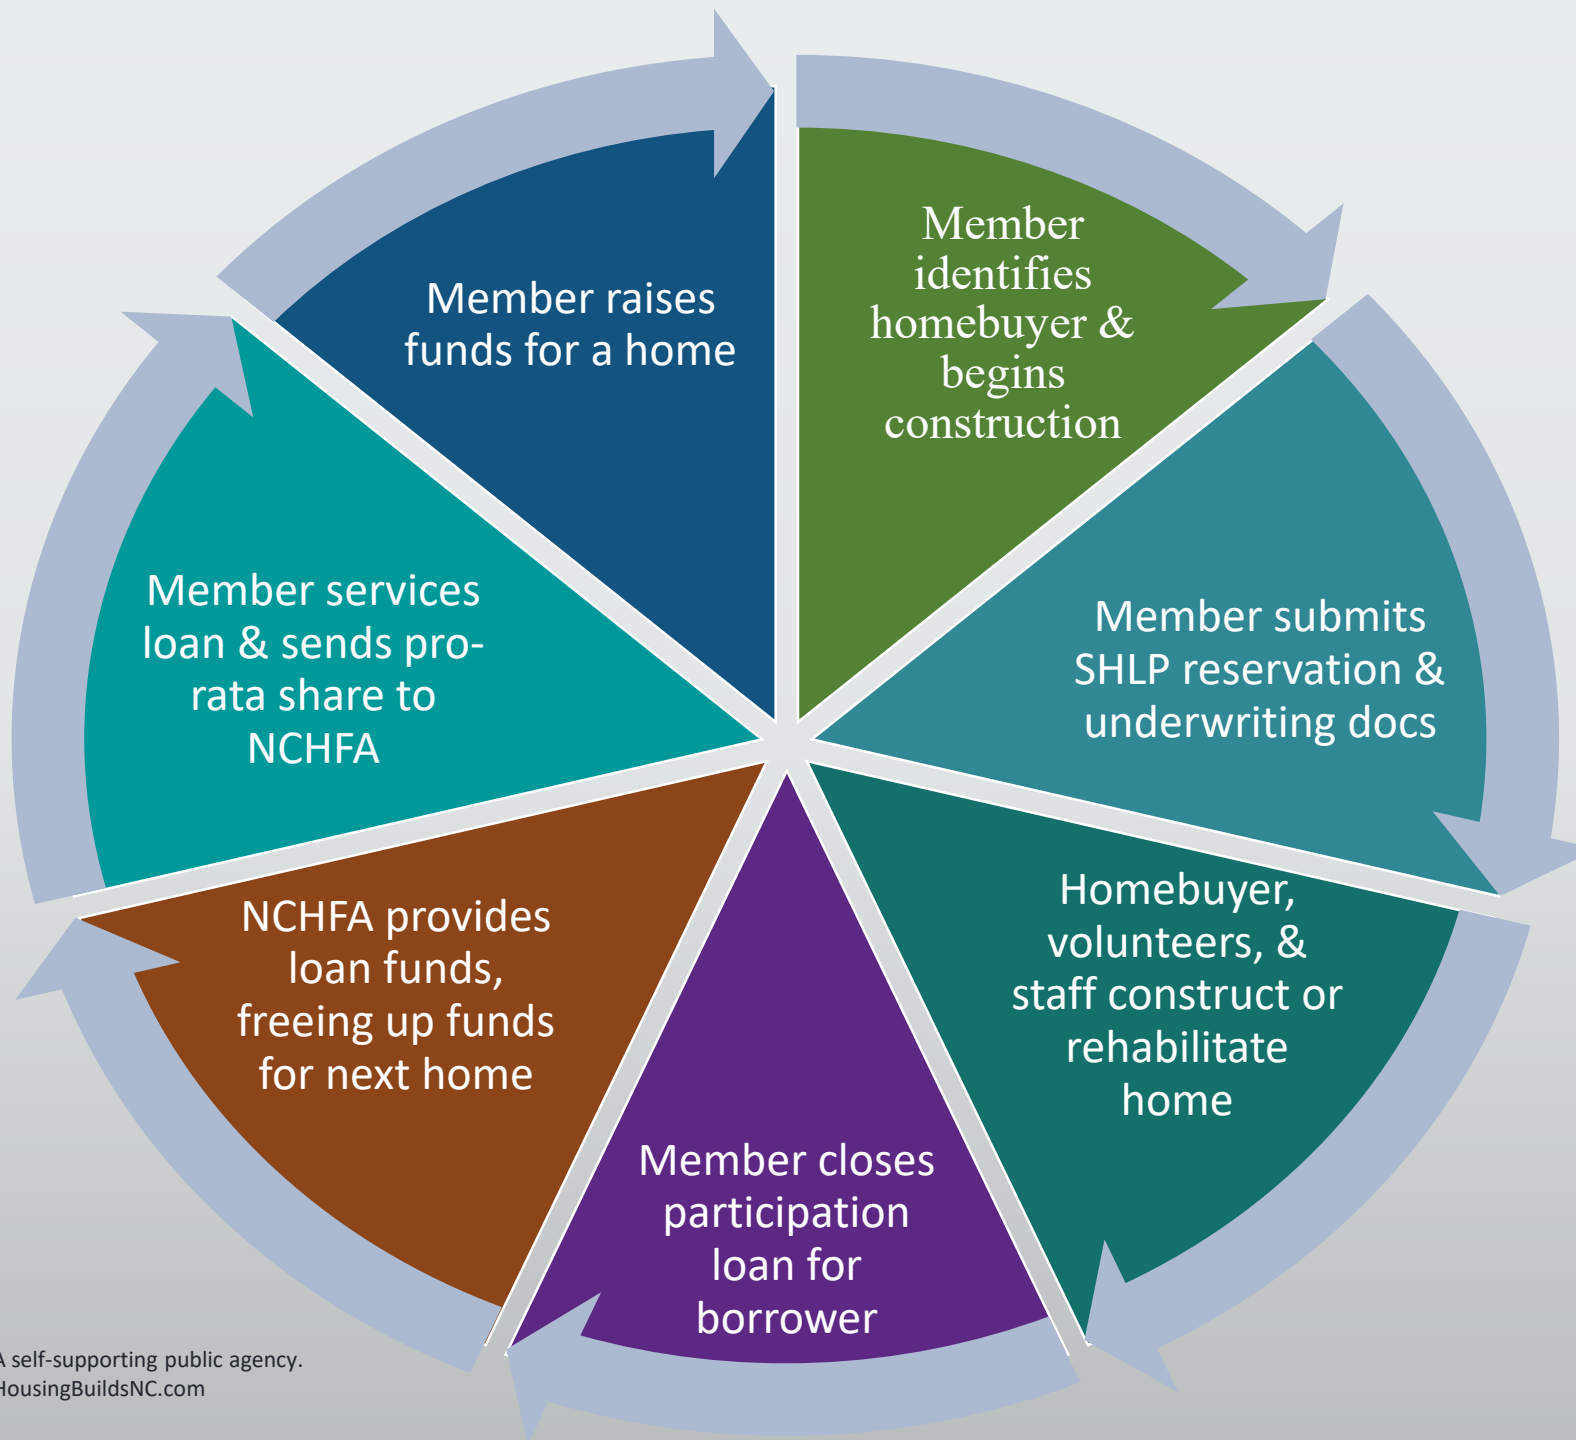 Member raises
funds for a home
Member
identifies
homebuyer &
begins
construction
Member submits
SHLP reservation &
underwriting docs
Homebuyer,
volunteers, &
staff construct or
rehabilitate
home
Member closes
participation
loan for
borrower
NCHFA provides
loan funds,
freeing up funds
for next home
Member services
loan & sends pro-
rata share to
NCHFA
A self-supporting public agency.
HousingBuildsNC.com